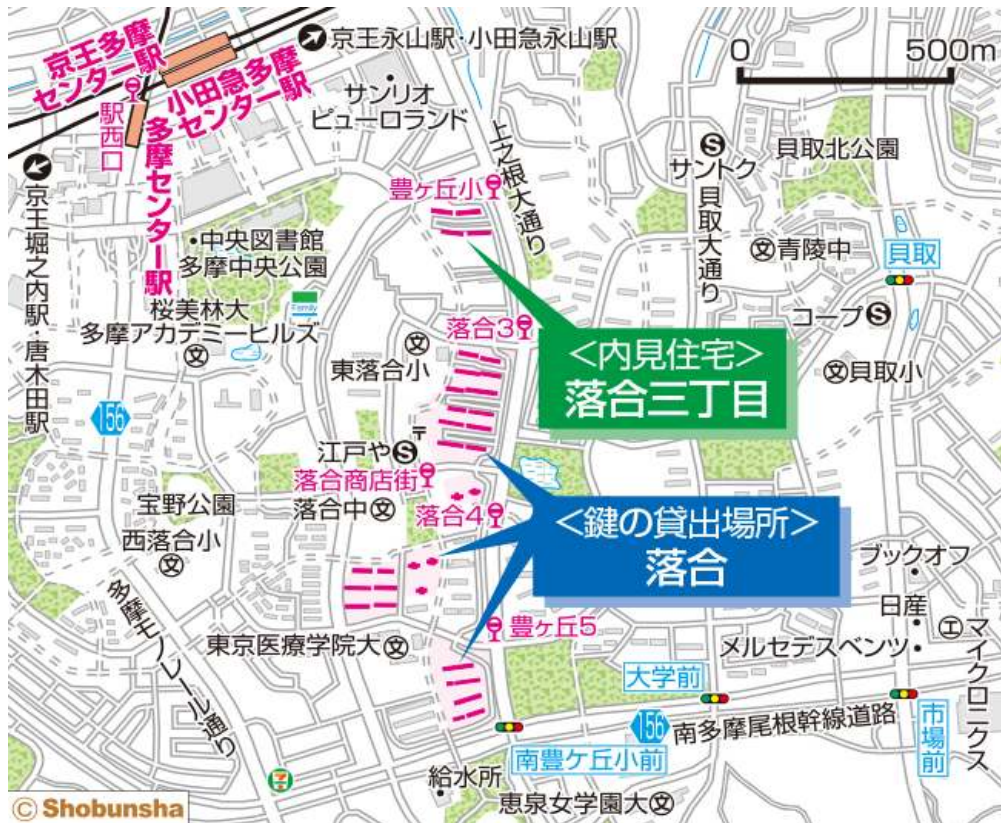 京王多摩
センター駅
小田急多摩
センター駅
駅西口
多摩センター駅
京王永山駅・小田急永山駅
サンリオ
ピューロランド
0 500m
上之根大通り
サントク
貝取大通り
貝取北公園
青陵中
貝取
コープ
貝取小
京王堀之内駅・唐木田駅
中央図書館
多摩中央公園
桜美林大
多摩アカデミーヒルズ
Family
豊ヶ丘小
落合3
東落合小
<内見住宅>
落合三丁目
156
江戸や
落合商店街
落合中
落合4
<鍵の貸出場所>
落合
宝野公園
西落合小
多摩モノレール通り
東京医療学院大
豊ヶ丘5
ブックオフ
日産
メルセデスベンツ
マイクロニクス
大学前
156
南多摩尾根幹線道路
市場前
南豊ケ丘小前
給水所
恵泉女学園大
© Shobunsha